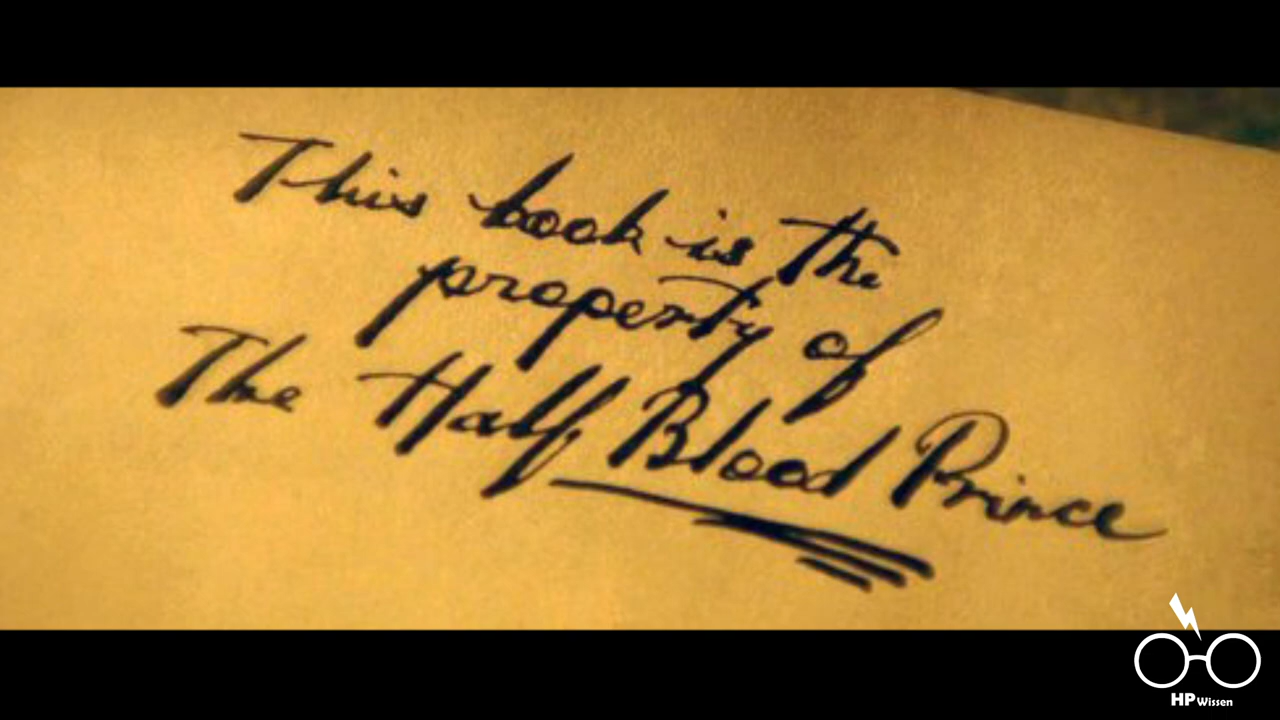 This book is the
property of
The Half Blood Prince
HP Wissen